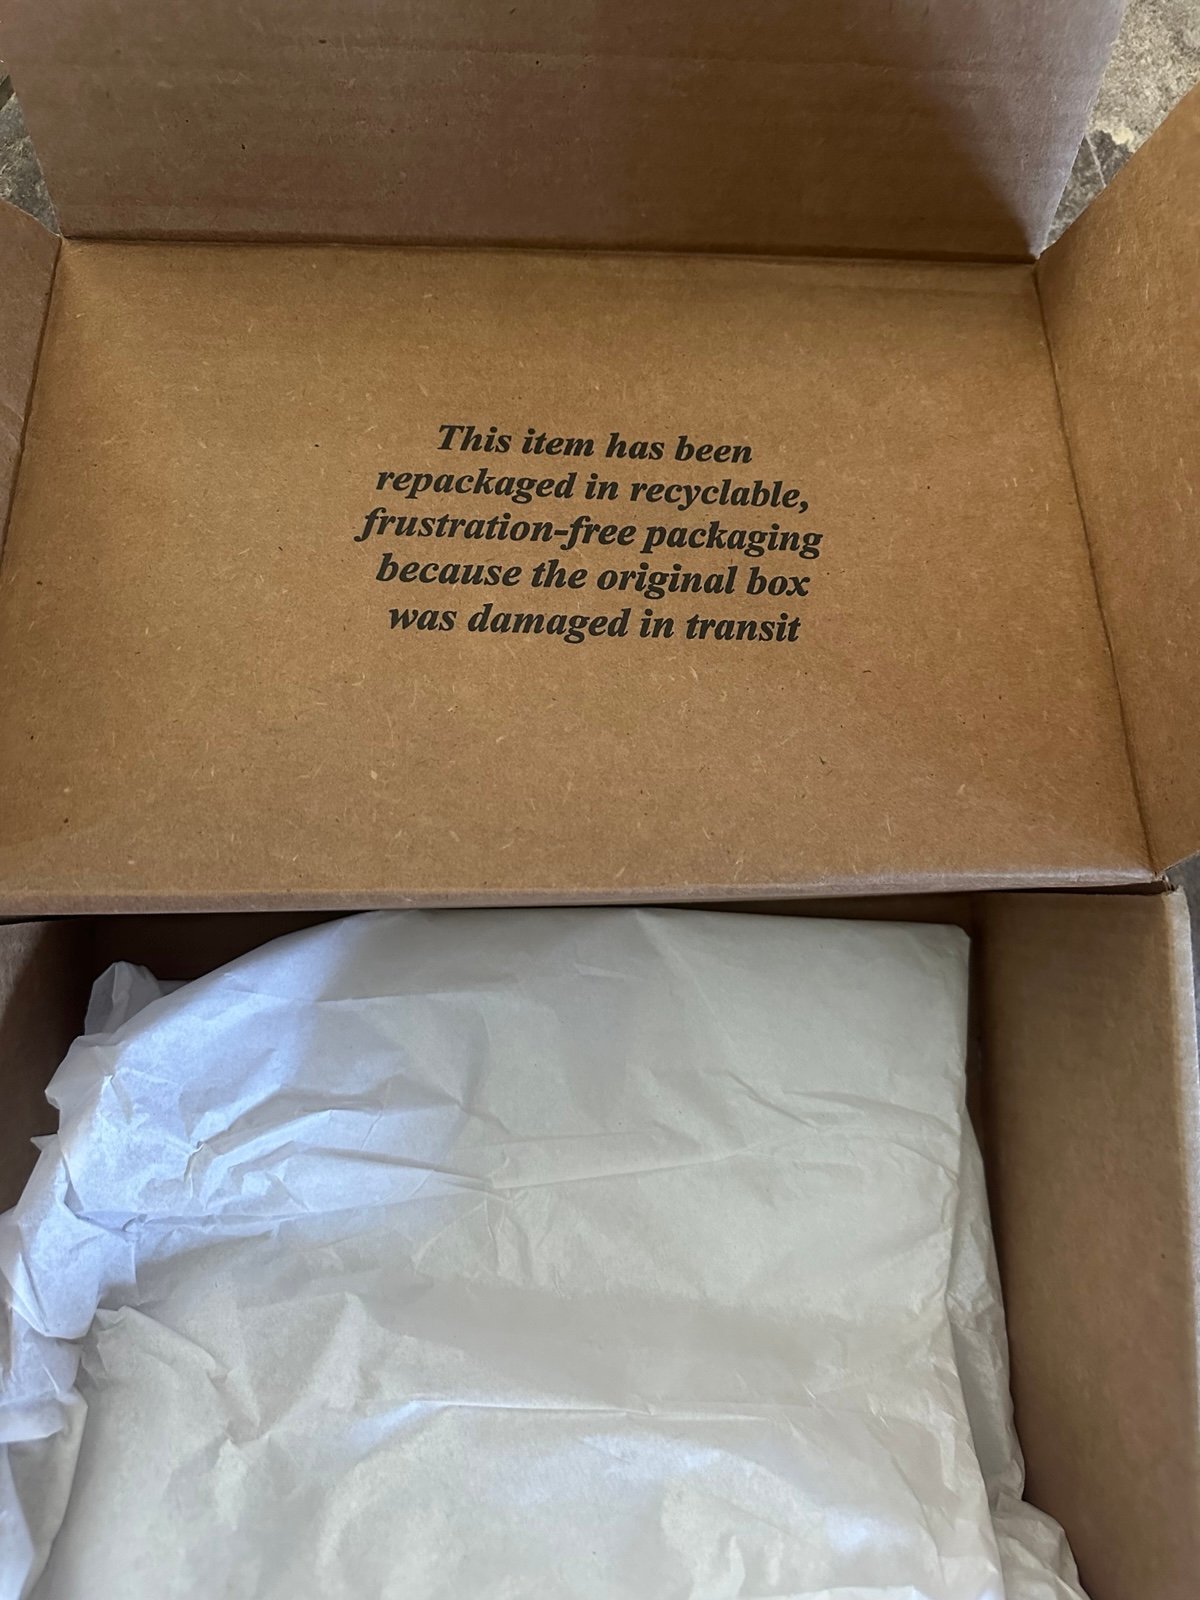 This item has been
repackaged in recyclable,
frustration-free packaging
because the original box
was damaged in transit